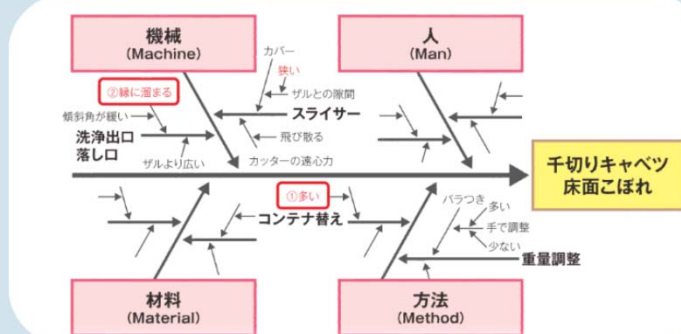 機械
(Machine)
人
(Man)
カバー
狭い
ザルとの隙間
②縁に溜まる
スライサー
傾斜角が緩い
飛び散る
洗浄出口
落し口
ザルより広い
カッターの遠心力
千切りキャベツ
床面こぼれ
①多い
バラつき
多い
コンテナ替え
手で調整
少ない
重量調整
材料
(Material)
方法
(Method)